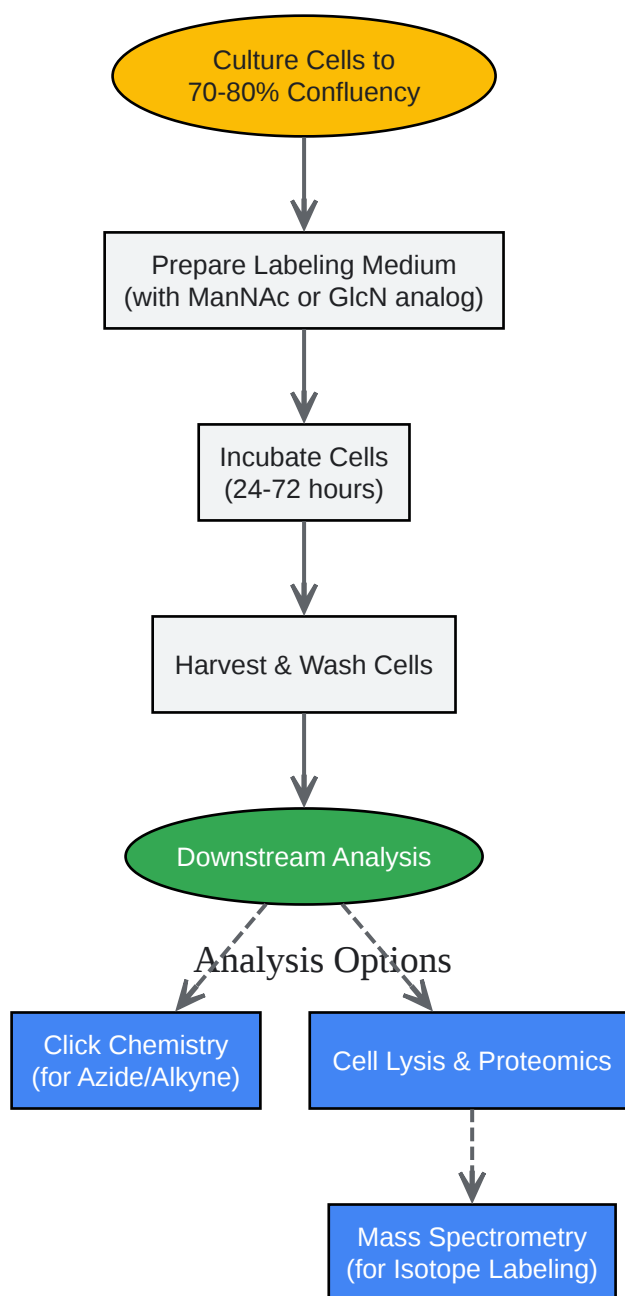 Culture Cells to
70-80% Confluency
Prepare Labeling Medium
(with ManNAc or GlcN analog)
Incubate Cells
(24-72 hours)
Harvest & Wash Cells
Downstream Analysis
Analysis Options
Click Chemistry
(for Azide/Alkyne)
Cell Lysis & Proteomics
Mass Spectrometry
(for Isotope Labeling)